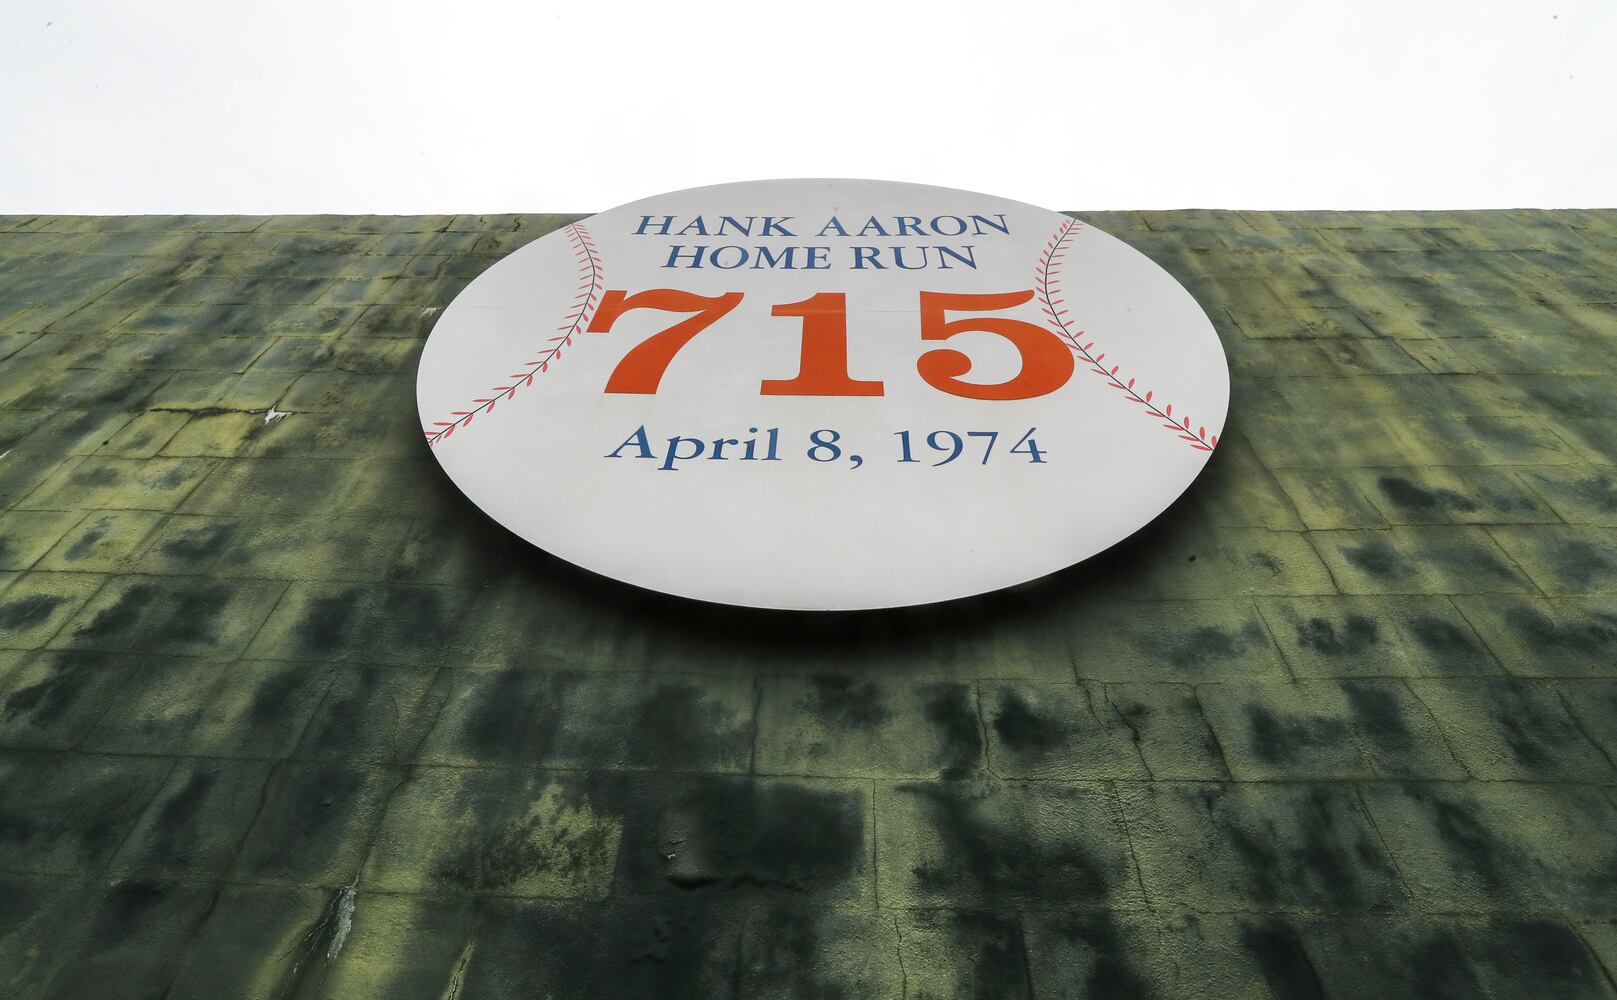 HANK AARON
HOME RUN
715
April 8, 1974